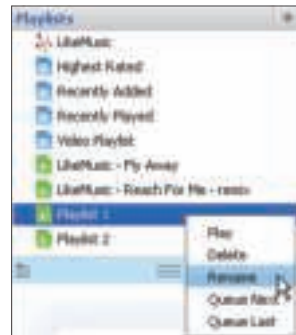 Playlists
LikeMusic
Highest Rated
Recently Added
Recently Played
Video Playlist
LikeMusic - Fly Away
LikeMusic - Reach For Me - remix
Playlist 1
Playlist 2
Play
Delete
Rename
Queue Next
Queue Last